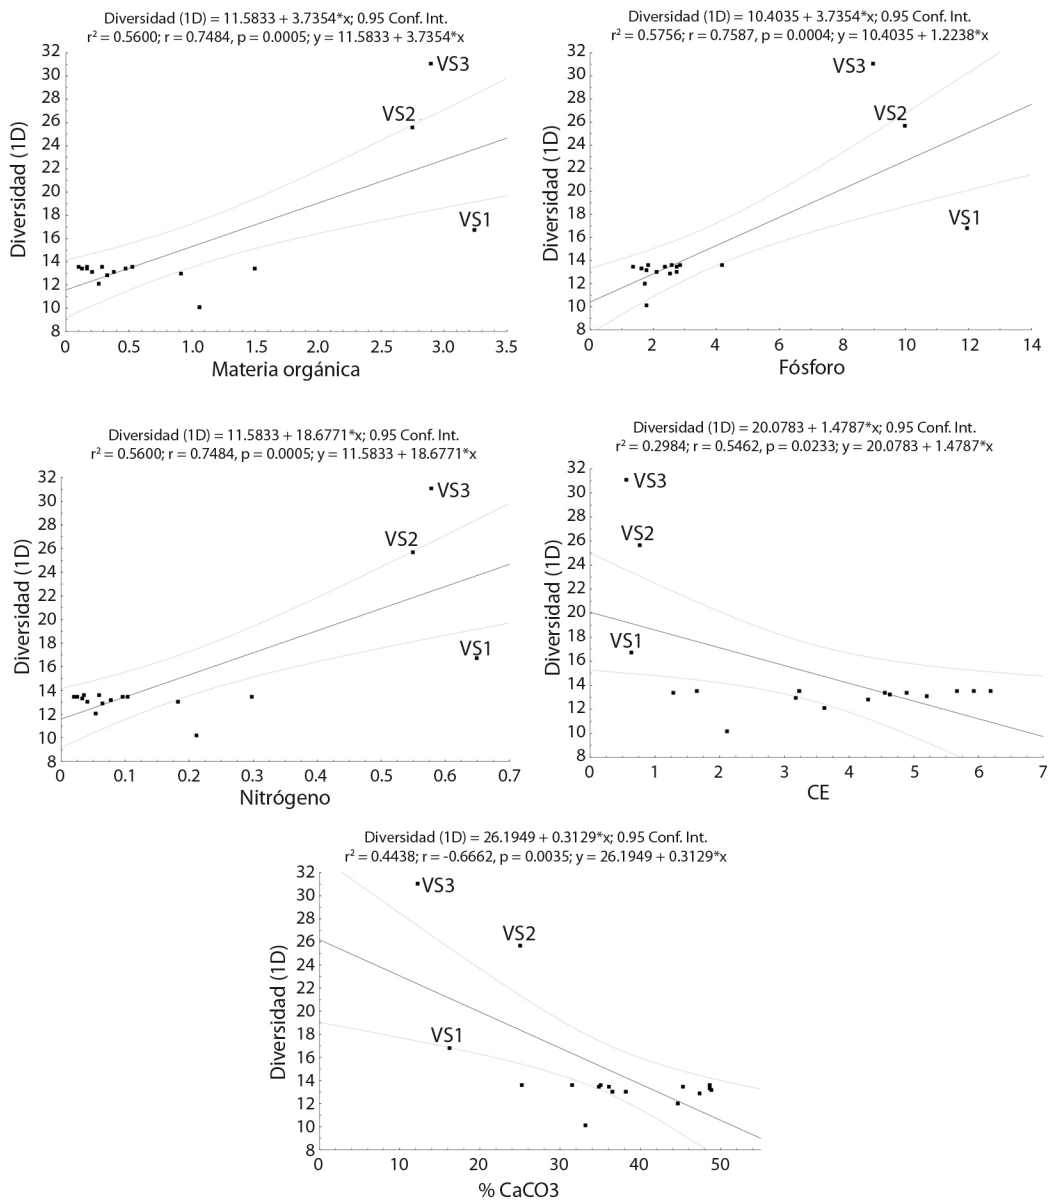 Diversidad (1D) = 11.5833 + 3.7354*x; 0.95 Conf. Int.
r² = 0.5600; r = 0.7484, p = 0.0005; y = 11.5833 + 3.7354*x
32
30
28
26
24
22
20
18
16
14
12
10
8
Diversidad (1D)
VS3
VS2
VS1
0 0.5 1.0 1.5 2.0 2.5 3.0 3.5
Materia orgánica
Diversidad (1D) = 10.4035 + 3.7354*x; 0.95 Conf. Int.
r² = 0.5756; r = 0.7587, p = 0.0004; y = 10.4035 + 1.2238*x
32
30
28
26
24
22
20
18
16
14
12
10
8
Diversidad (1D)
VS3
VS2
VS1
0 2 4 6 8 10 12 14
Fósforo
Diversidad (1D) = 11.5833 + 18.6771*x; 0.95 Conf. Int.
r² = 0.5600; r = 0.7484, p = 0.0005; y = 11.5833 + 18.6771*x
32
30
28
26
24
22
20
18
16
14
12
10
8
Diversidad (1D)
VS3
VS2
VS1
0 0.1 0.2 0.3 0.4 0.5 0.6 0.7
Nitrógeno
Diversidad (1D) = 20.0783 + 1.4787*x; 0.95 Conf. Int.
r² = 0.2984; r = 0.5462, p = 0.0233; y = 20.0783 + 1.4787*x
32
30
28
26
24
22
20
18
16
14
12
10
8
Diversidad (1D)
VS3
VS2
VS1
0 1 2 3 4 5 6 7
CE
Diversidad (1D) = 26.1949 + 0.3129*x; 0.95 Conf. Int.
r² = 0.4438; r = -0.6662, p = 0.0035; y = 26.1949 + 0.3129*x
32
30
28
26
24
22
20
18
16
14
12
10
8
Diversidad (1D)
VS3
VS2
VS1
0 10 20 30 40 50
% CaCO3